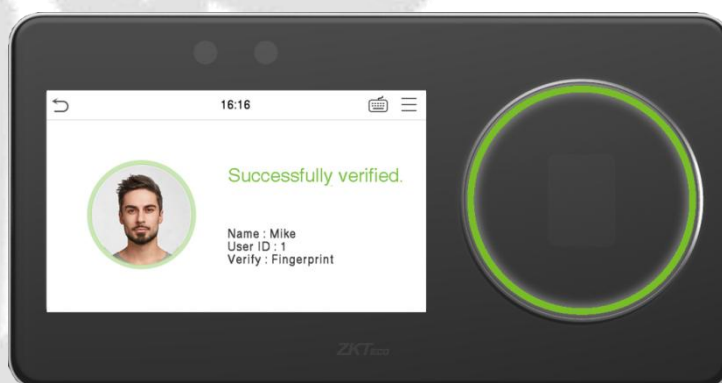 16:16
Successfully verified.
Name : Mike
User ID : 1
Verify : Fingerprint
ZKTeco